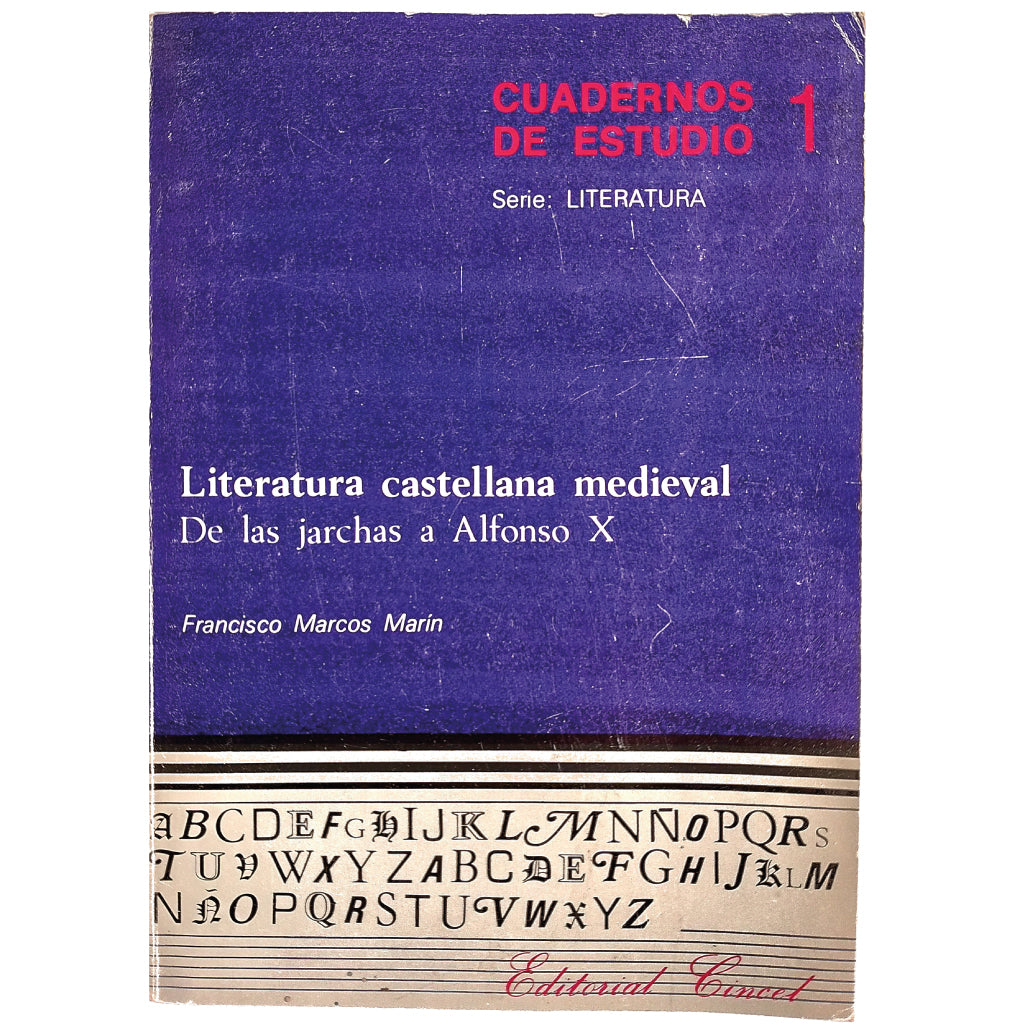 CUADERNOS 1
DE ESTUDIO
Serie: LITERATURA
Literatura castellana medieval
De las jarchas a Alfonso X
Francisco Marcos Marín
ABCDEFGHIJKLMNÑOPQRS
TUVWXYZABCDEFGHIJKLM
NÑOPQRSTUVWXYZ
Editorial Cincel